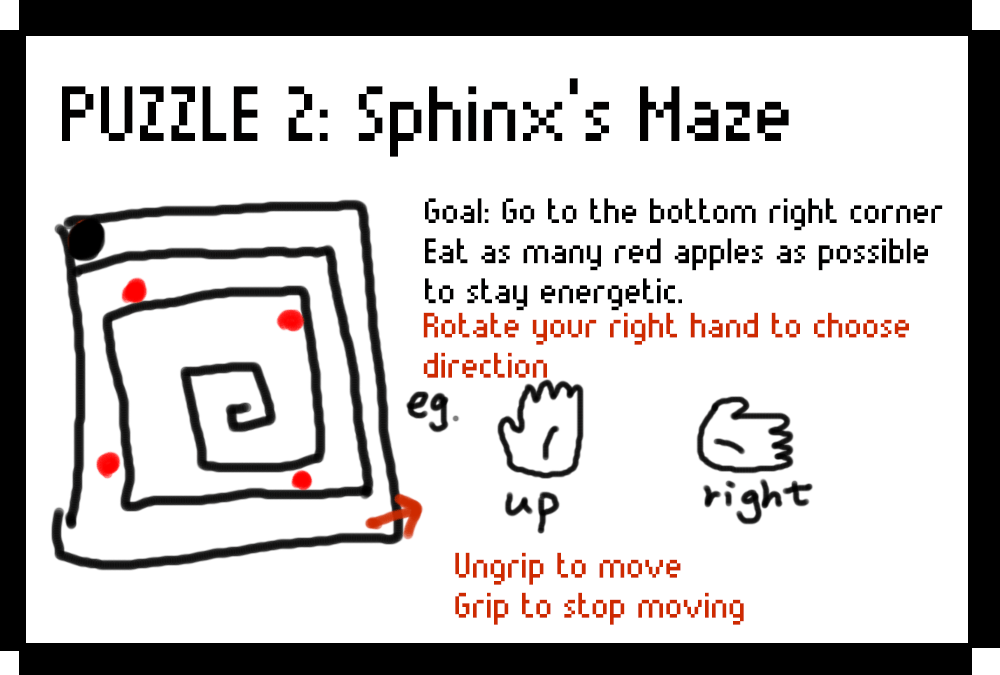 PUZZLE 2: Sphinx's Maze
Goal: Go to the bottom right corner
Eat as many red apples as possible
to stay energetic.
Rotate your right hand to choose
direction
eg.
up
right
Ungrip to move
Grip to stop moving